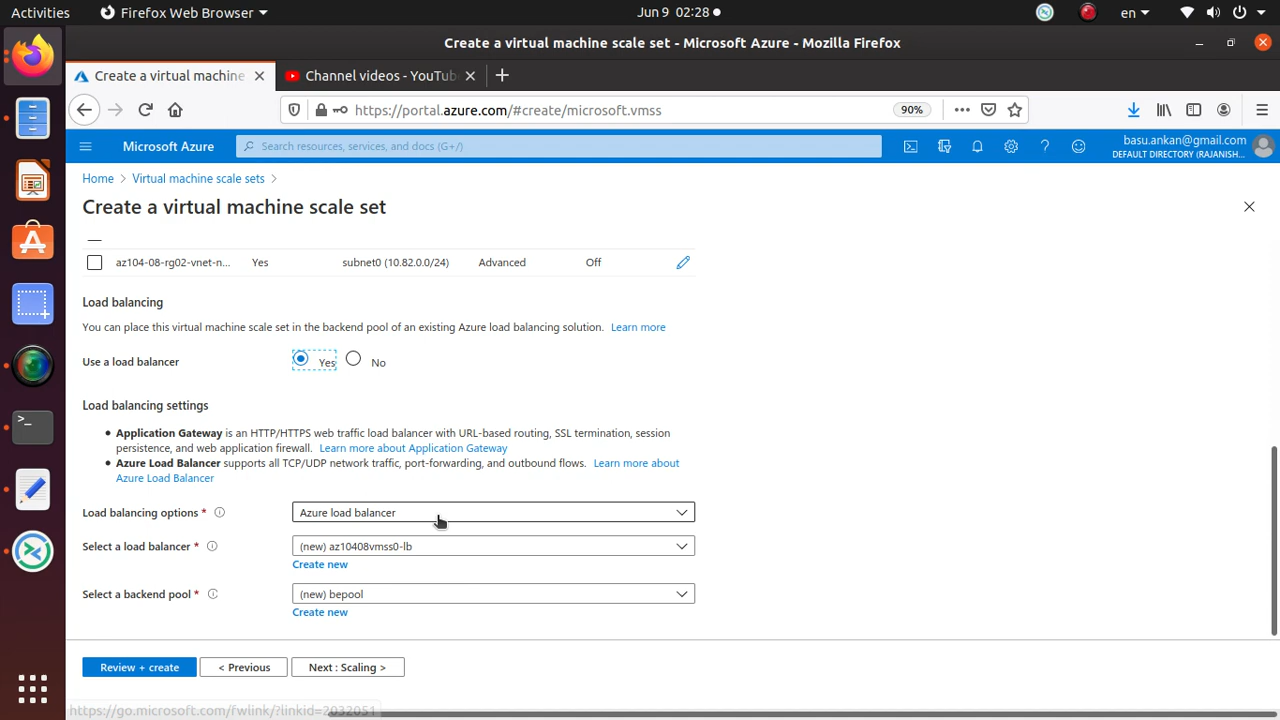 Activities
Firefox Web Browser
Jun 9 02:28
en
Create a virtual machine scale set - Microsoft Azure - Mozilla Firefox
Create a virtual machine
Channel videos - YouTub
https://portal.azure.com/#create/microsoft.vmss
90%
Microsoft Azure
Search resources, services, and docs (G+/)
basu.ankan@gmail.com
DEFAULT DIRECTORY (RAJANISH...
Home > Virtual machine scale sets >
Create a virtual machine scale set
az104-08-rg02-vnet-n...
Yes
subnet0 (10.82.0.0/24)
Advanced
Off
Load balancing
You can place this virtual machine scale set in the backend pool of an existing Azure load balancing solution. Learn more
Use a load balancer
Yes
No
Load balancing settings
• Application Gateway is an HTTP/HTTPS web traffic load balancer with URL-based routing, SSL termination, session
persistence, and web application firewall. Learn more about Application Gateway
• Azure Load Balancer supports all TCP/UDP network traffic, port-forwarding, and outbound flows. Learn more about
Azure Load Balancer
Load balancing options *
Azure load balancer
Select a load balancer *
(new) az10408vmss0-lb
Create new
Select a backend pool *
(new) bepool
Create new
Review + create
< Previous
Next : Scaling >
https://go.microsoft.com/fwlink/?linkid=2032051